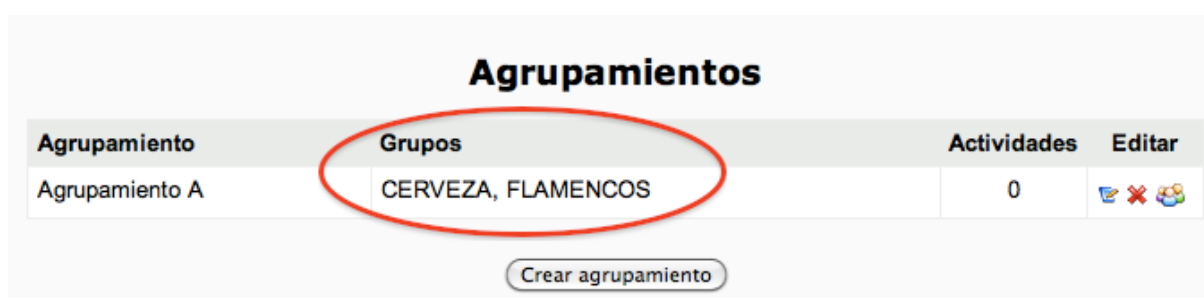 Agrupamientos
Agrupamiento Grupos Actividades Editar
Agrupamiento A CERVEZA, FLAMENCOS 0
Crear agrupamiento